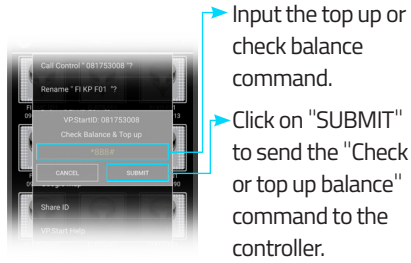 Input the top up or
check balance
command.
Click on "SUBMIT"
to send the "Check
or top up balance"
command to the
controller.
Call Control " 081753008 "?
Rename " FI KP F01 "?
VP.StartID: 081753008
Check Balance & Top up
*888#
CANCEL SUBMIT
Share ID
VP.Start Help